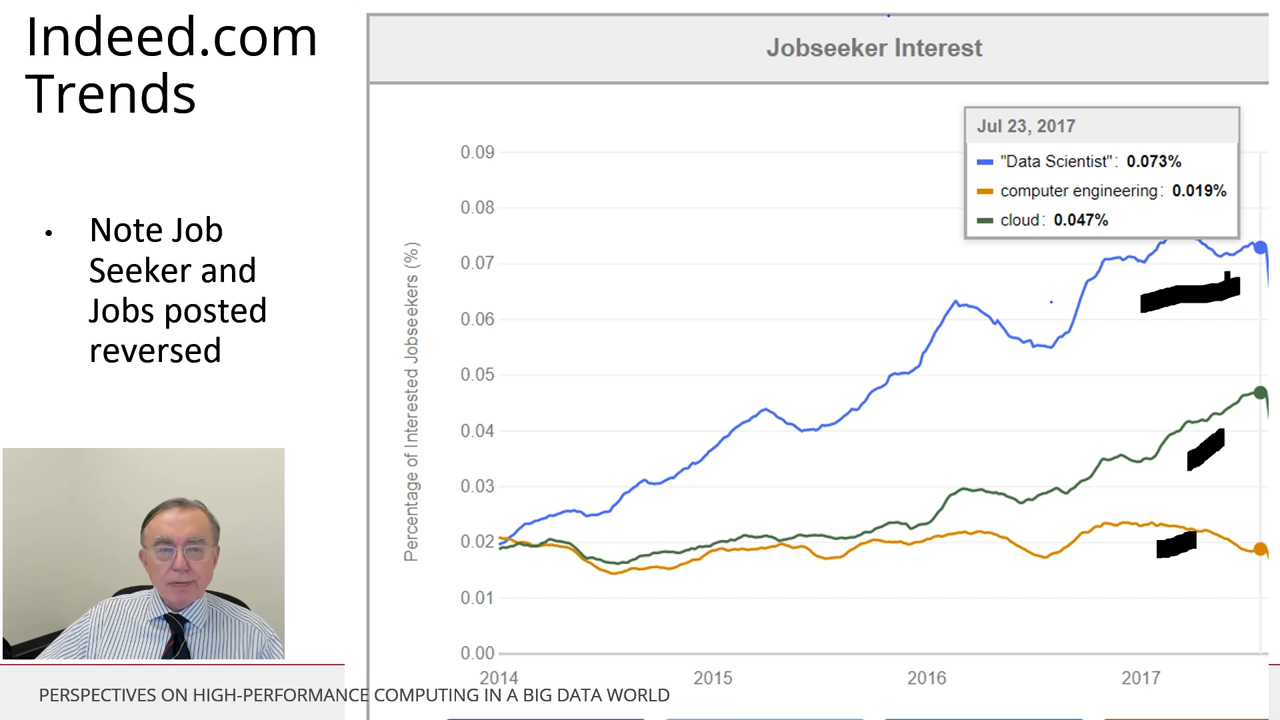 Indeed.com
Trends
• Note Job
Seeker and
Jobs posted
reversed
Jobseeker Interest
Jul 23, 2017
"Data Scientist": 0.073%
computer engineering: 0.019%
cloud: 0.047%
Percentage of Interested Jobseekers (%)
0.09
0.08
0.07
0.06
0.05
0.04
0.03
0.02
0.01
0.00
2014 2015 2016 2017
PERSPECTIVES ON HIGH-PERFORMANCE COMPUTING IN A BIG DATA WORLD